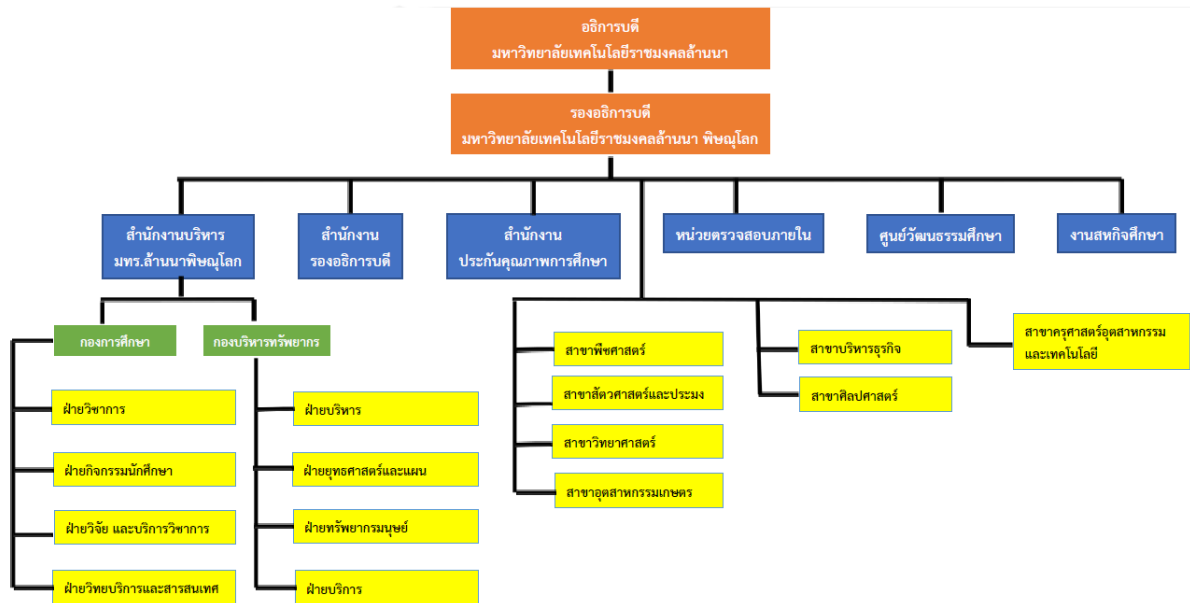 อธิการบดี
มหาวิทยาลัยเทคโนโลยีราชมงคลล้านนา
รองอธิการบดี
มหาวิทยาลัยเทคโนโลยีราชมงคลล้านนา พิษณุโลก
สำนักงานบริหาร
มทร.ล้านนาพิษณุโลก
สำนักงาน
รองอธิการบดี
สำนักงาน
ประกันคุณภาพการศึกษา
หน่วยตรวจสอบภายใน
ศูนย์วัฒนธรรมศึกษา
งานสหกิจศึกษา
กองการศึกษา
ฝ่ายวิชาการ
ฝ่ายกิจกรรมนักศึกษา
ฝ่ายวิจัย และบริการวิชาการ
ฝ่ายวิทยบริการและสารสนเทศ
กองบริหารทรัพยากร
ฝ่ายบริหาร
ฝ่ายยุทธศาสตร์และแผน
ฝ่ายทรัพยากรมนุษย์
ฝ่ายบริการ
สาขาพืชศาสตร์
สาขาสัตวศาสตร์และประมง
สาขาวิทยาศาสตร์
สาขาอุตสาหกรรมเกษตร
สาขาบริหารธุรกิจ
สาขาศิลปศาสตร์
สาขาครุศาสตร์อุตสาหกรรม
และเทคโนโลยี